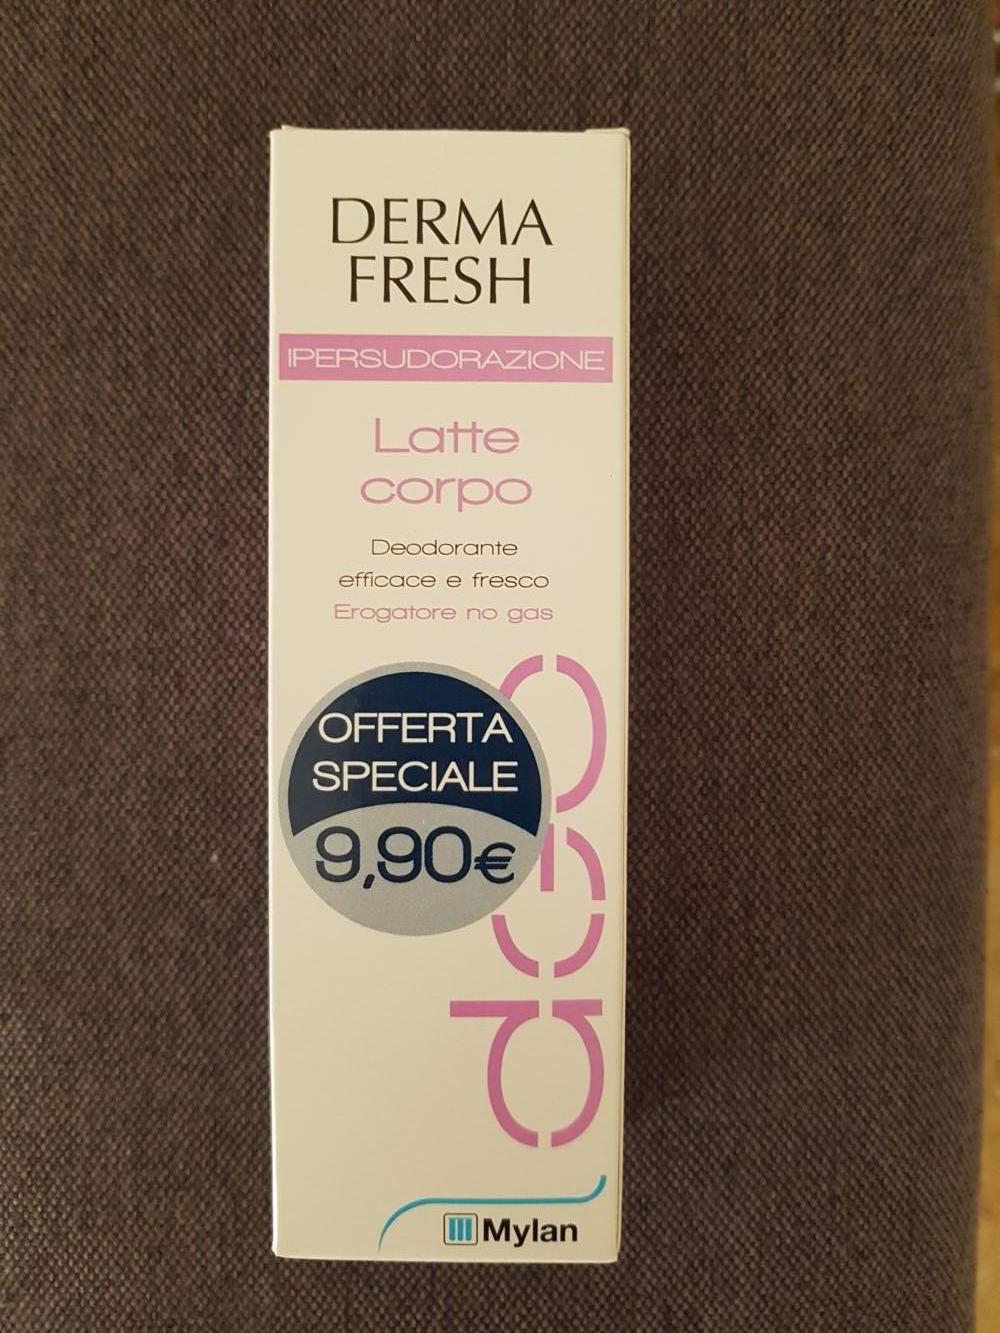 DERMA
FRESH
IPERSUDORAZIONE
Latte
corpo
Deodorante
efficace e fresco
Erogatore no gas
OFFERTA
SPECIALE
9,90€
deo
Mylan